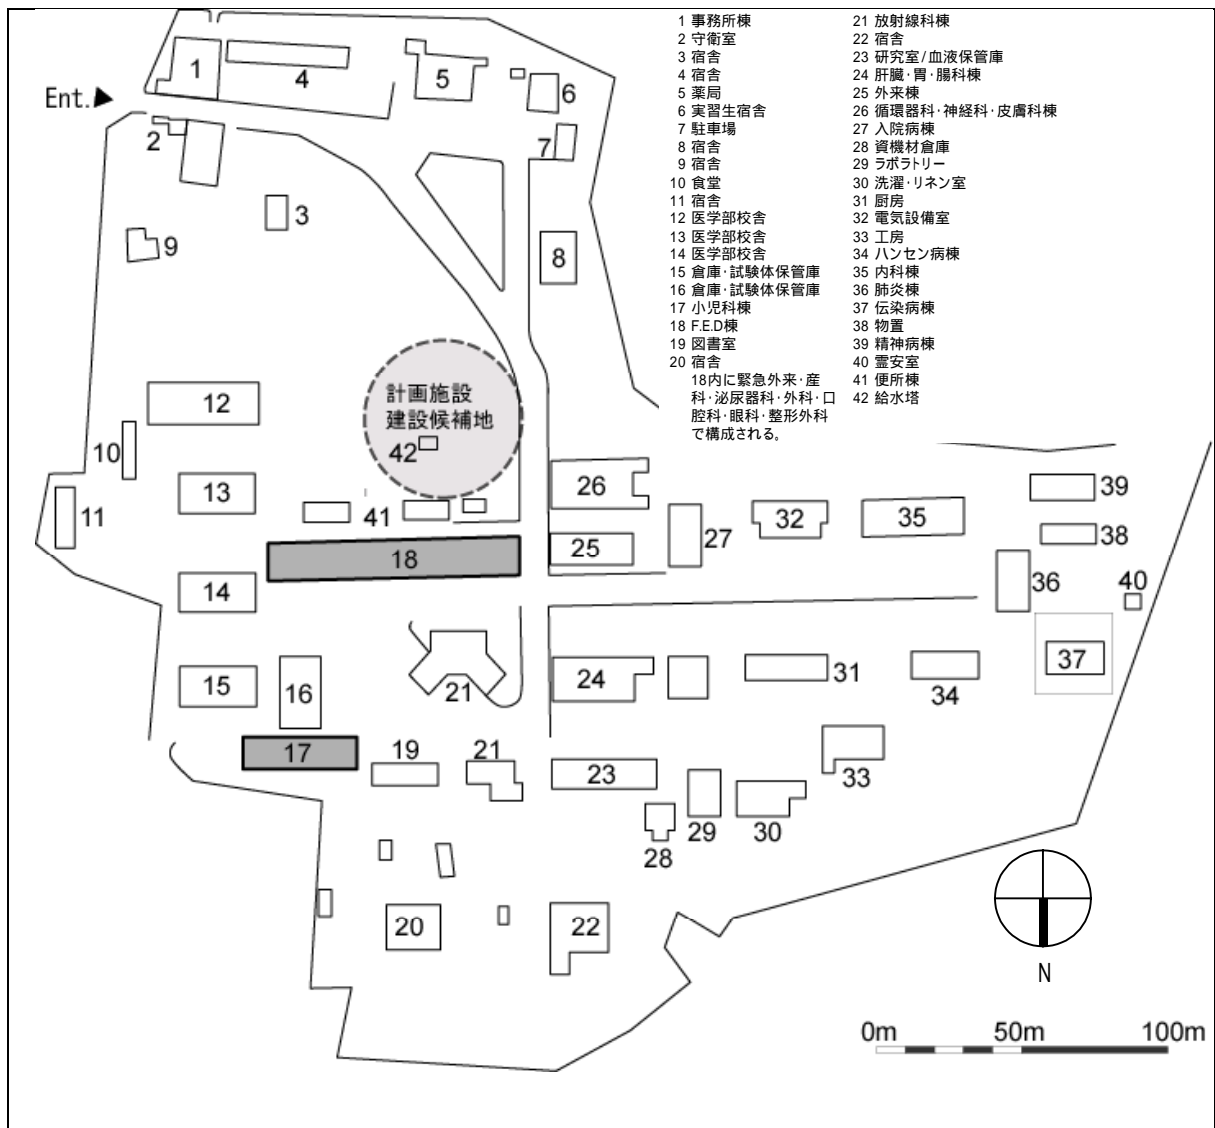 1 事務所棟
2 守衛室
3 宿舎
4 宿舎
5 薬局
6 実習生宿舎
7 駐車場
8 宿舎
9 宿舎
10 食堂
11 宿舎
12 医学部校舎
13 医学部校舎
14 医学部校舎
15 倉庫･試験体保管庫
16 倉庫･試験体保管庫
17 小児科棟
18 F.E.D棟
19 図書室
20 宿舎
18内に緊急外来･産
科･泌尿器科･外科･口
腔科･眼科･整形外科
で構成される。
21 放射線科棟
22 宿舎
23 研究室/血液保管庫
24 肝臓･胃･腸科棟
25 外来棟
26 循環器科･神経科･皮膚科棟
27 入院病棟
28 資機材倉庫
29 ラボラトリー
30 洗濯･リネン室
31 厨房
32 電気設備室
33 工房
34 ハンセン病棟
35 内科棟
36 肺炎棟
37 伝染病棟
38 物置
39 精神病棟
40 霊安室
41 便所棟
42 給水塔
1
4
5
6
Ent.
2
7
3
9
8
計画施設
建設候補地
42
12
10
13
11
41
26
27
32
35
39
38
18
25
14
36
40
15
16
21
24
31
34
37
17
19
21
23
33
29
30
28
20
22
N
0m 50m 100m